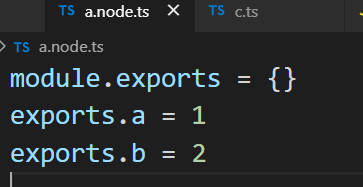 TS a.node.ts × TS c.ts
> TS a.node.ts
module.exports = {}
exports.a = 1
exports.b = 2